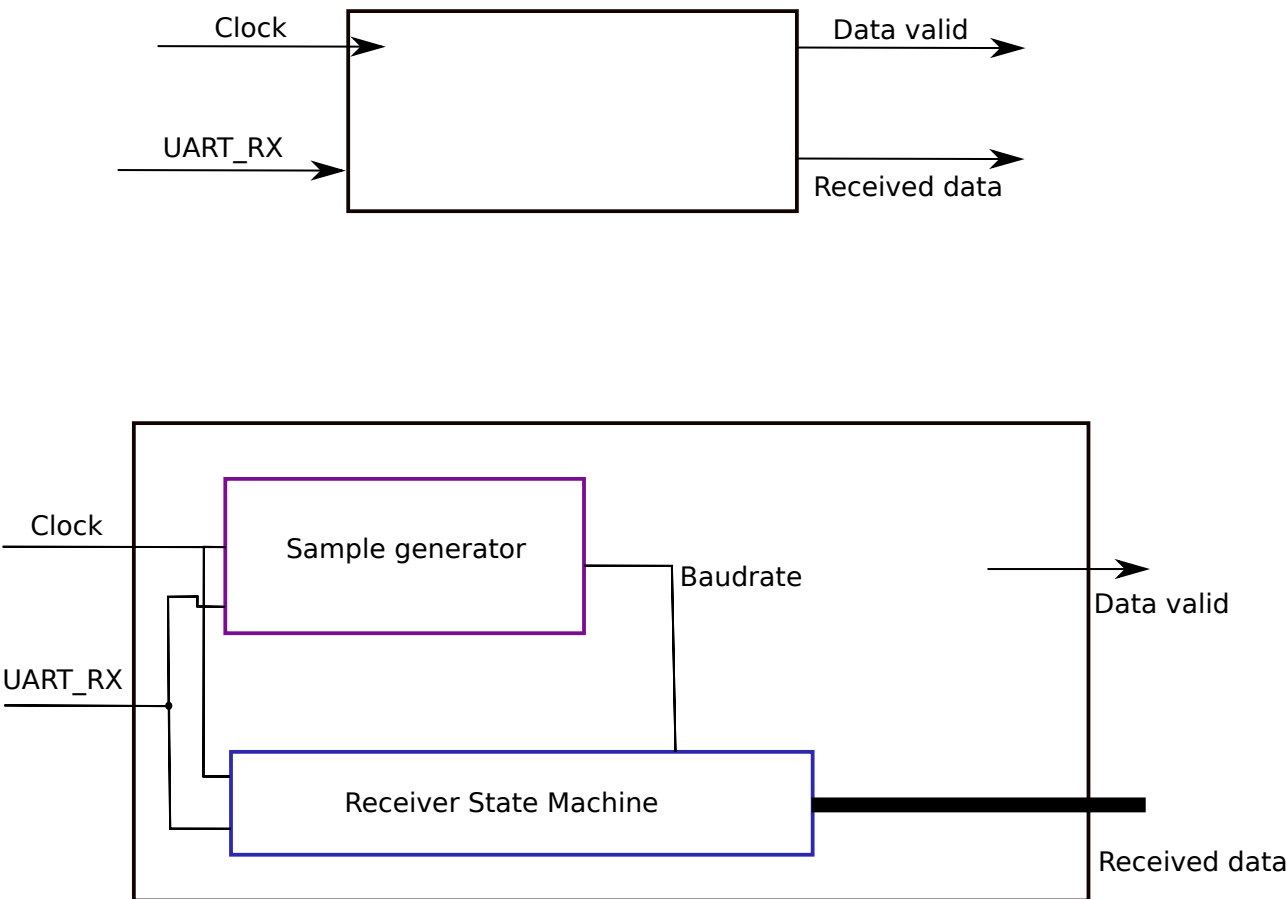 Clock
Data valid
UART_RX
Received data
Clock
Sample generator
Baudrate
Data valid
UART_RX
Receiver State Machine
Received data